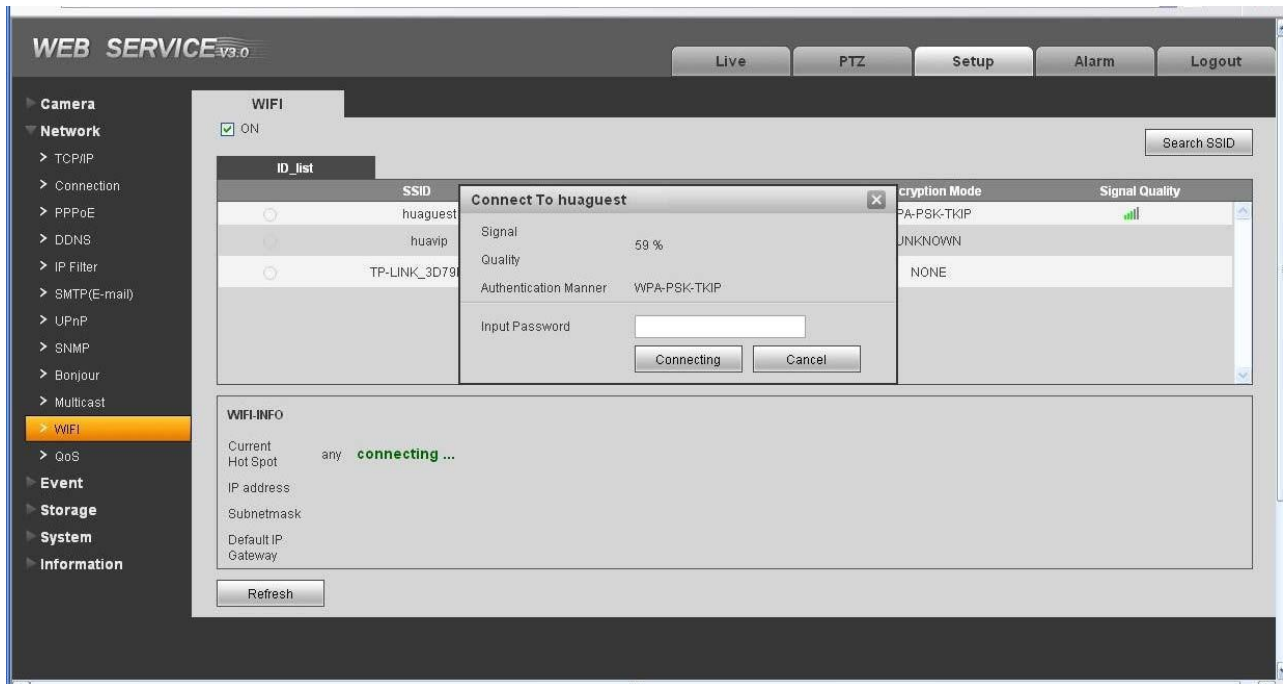 WEB SERVICE V3.0
Live PTZ Setup Alarm Logout
Camera
Network
TCP/IP
Connection
PPPoE
DDNS
IP Filter
SMTP(E-mail)
UPnP
SNMP
Bonjour
Multicast
WIFI
QoS
Event
Storage
System
Information
WIFI
ON
Search SSID
ID_list
SSID cryption Mode Signal Quality
huaguest PA-PSK-TKIP
huavip UNKNOWN
TP-LINK_3D79 NONE
Connect To huaguest
Signal
Quality
59 %
Authentication Manner WPA-PSK-TKIP
Input Password
Connecting Cancel
WIFI-INFO
Current
Hot Spot
any connecting ...
IP address
Subnetmask
Default IP
Gateway
Refresh